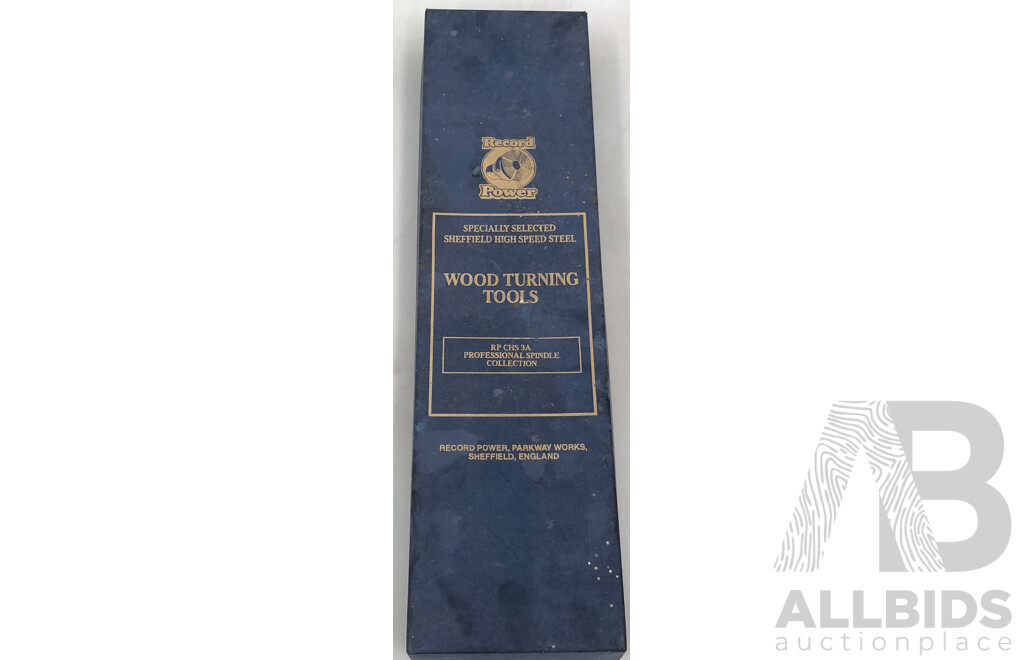 Record
Power
SPECIALLY SELECTED
SHEFFIELD HIGH SPEED STEEL
WOOD TURNING
TOOLS
RP CHS 3A
PROFESSIONAL SPINDLE
COLLECTION
RECORD POWER, PARKWAY WORKS,
SHEFFIELD, ENGLAND
AB
ALLBIDS
auctionplace